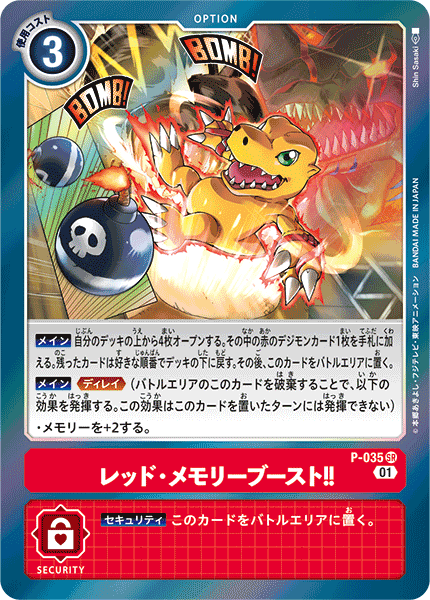 OPTION
使用コスト
3
BOMB!
BOMB!
Shin Sasaki
©本郷あきよし・フジテレビ・東映アニメーション BANDAI MADE IN JAPAN
メイン 自分のデッキの上から4枚オープンする。その中の赤のデジモンカード1枚を手札に加
える。残ったカードは好きな順番でデッキの下に戻す。その後、このカードをバトルエリアに置く。
メイン ディレイ (バトルエリアのこのカードを破棄することで、以下の
効果を発揮する。この効果はこのカードを置いたターンには発揮できない)
・メモリーを+2する。
P-035 SR
01
レッド・メモリーブースト!!
セキュリティ このカードをバトルエリアに置く。
SECURITY